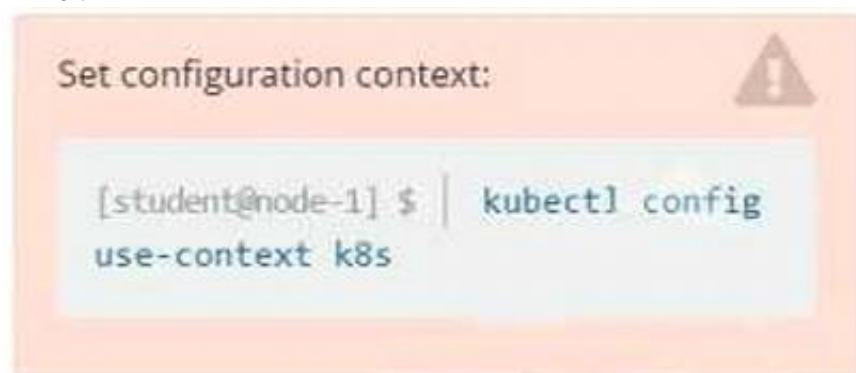 Set configuration context:
[student@node-1] $ | kubectl config
use-context k8s